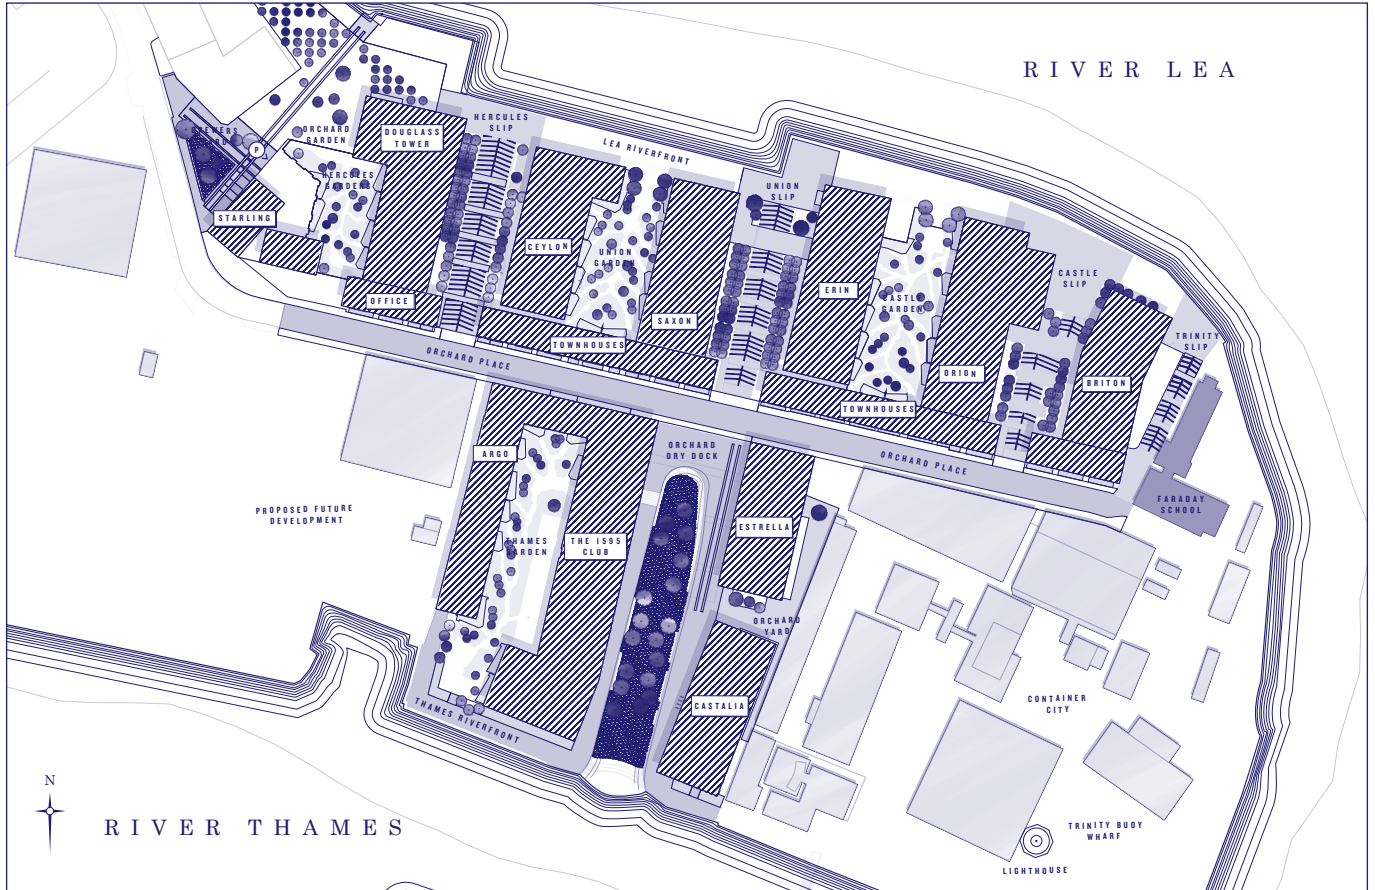 RIVER LEA
HERCULES
SLIP
BREWERS
ORCHARD
GARDEN
DOUGLASS
TOWER
LEA RIVERFRONT
P
HERCULES
GARDENS
UNION
SLIP
STARLING
CEYLON
UNION
GARDEN
ERIN
CASTLE
SLIP
OFFICE
CASTLE
GARDEN
SAXON
TRINITY
SLIP
TOWNHOUSES
ORCHARD PLACE
ORION
ORITON
TOWNHOUSES
ARGO
ORCHARD
DRY DOCK
ORCHARD PLACE
FARADAY
SCHOOL
PROPOSED FUTURE
DEVELOPMENT
ESTRELLA
THAMES
GARDEN
THE 1595
CLUB
ORCHARD
YARD
CASTALIA
CONTAINER
CITY
THAMES RIVERFRONT
N
RIVER THAMES
TRINITY BUOY
WHARF
LIGHTHOUSE